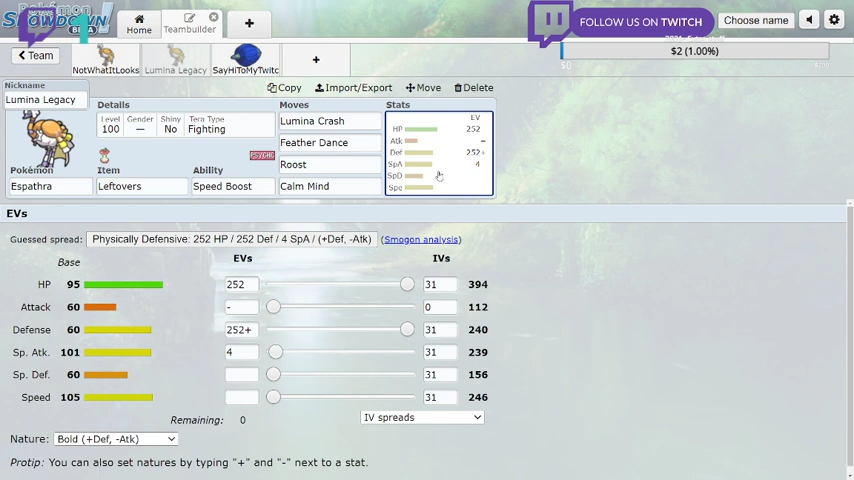 Pokémon
SHOWDOWN
BETA
Home
Teambuilder
FOLLOW US ON TWITCH
Choose name
$2 (1.00%)
$0
Team
NotWhatItLooks
Lumina Legacy
SayHiToMyTwitc
+
Copy Import/Export Move Delete
Nickname
Lumina Legacy
Details
Level Gender Shiny Tera Type
100 — No Fighting
PSYCHC
Pokémon Item Ability
Espathra Leftovers Speed Boost
Moves
Lumina Crash
Feather Dance
Roost
Calm Mind
Stats
EV
HP 252
Atk –
Def 252+
SpA 4
SpD
Spe
EVs
Guessed spread: Physically Defensive: 252 HP / 252 Def / 4 SpA / (+Def, -Atk) (Smogon analysis)
Base EVs IVs
HP 95 252 31 394
Attack 60 - 0 112
Defense 60 252+ 31 240
Sp. Atk. 101 4 31 239
Sp. Def. 60 31 156
Speed 105 31 246
Remaining: 0 IV spreads
Nature: Bold (+Def, -Atk)
Protip: You can also set natures by typing "+" and "-" next to a stat.